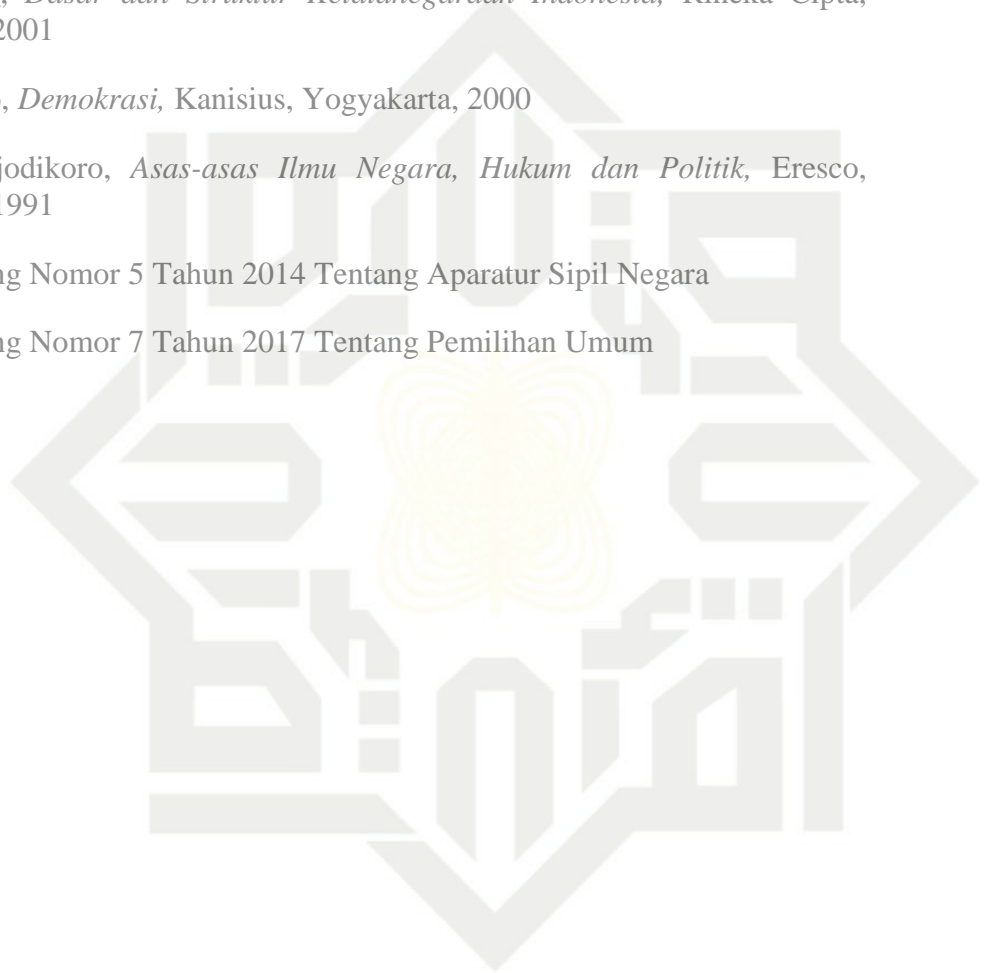 Dasar dan Struktur Ketatanegaraan Indonesia, Rineka Cipta,
2001
, Demokrasi, Kanisius, Yogyakarta, 2000
jodikoro, Asas-asas Ilmu Negara, Hukum dan Politik, Eresco,
1991
ng Nomor 5 Tahun 2014 Tentang Aparatur Sipil Negara
ng Nomor 7 Tahun 2017 Tentang Pemilihan Umum